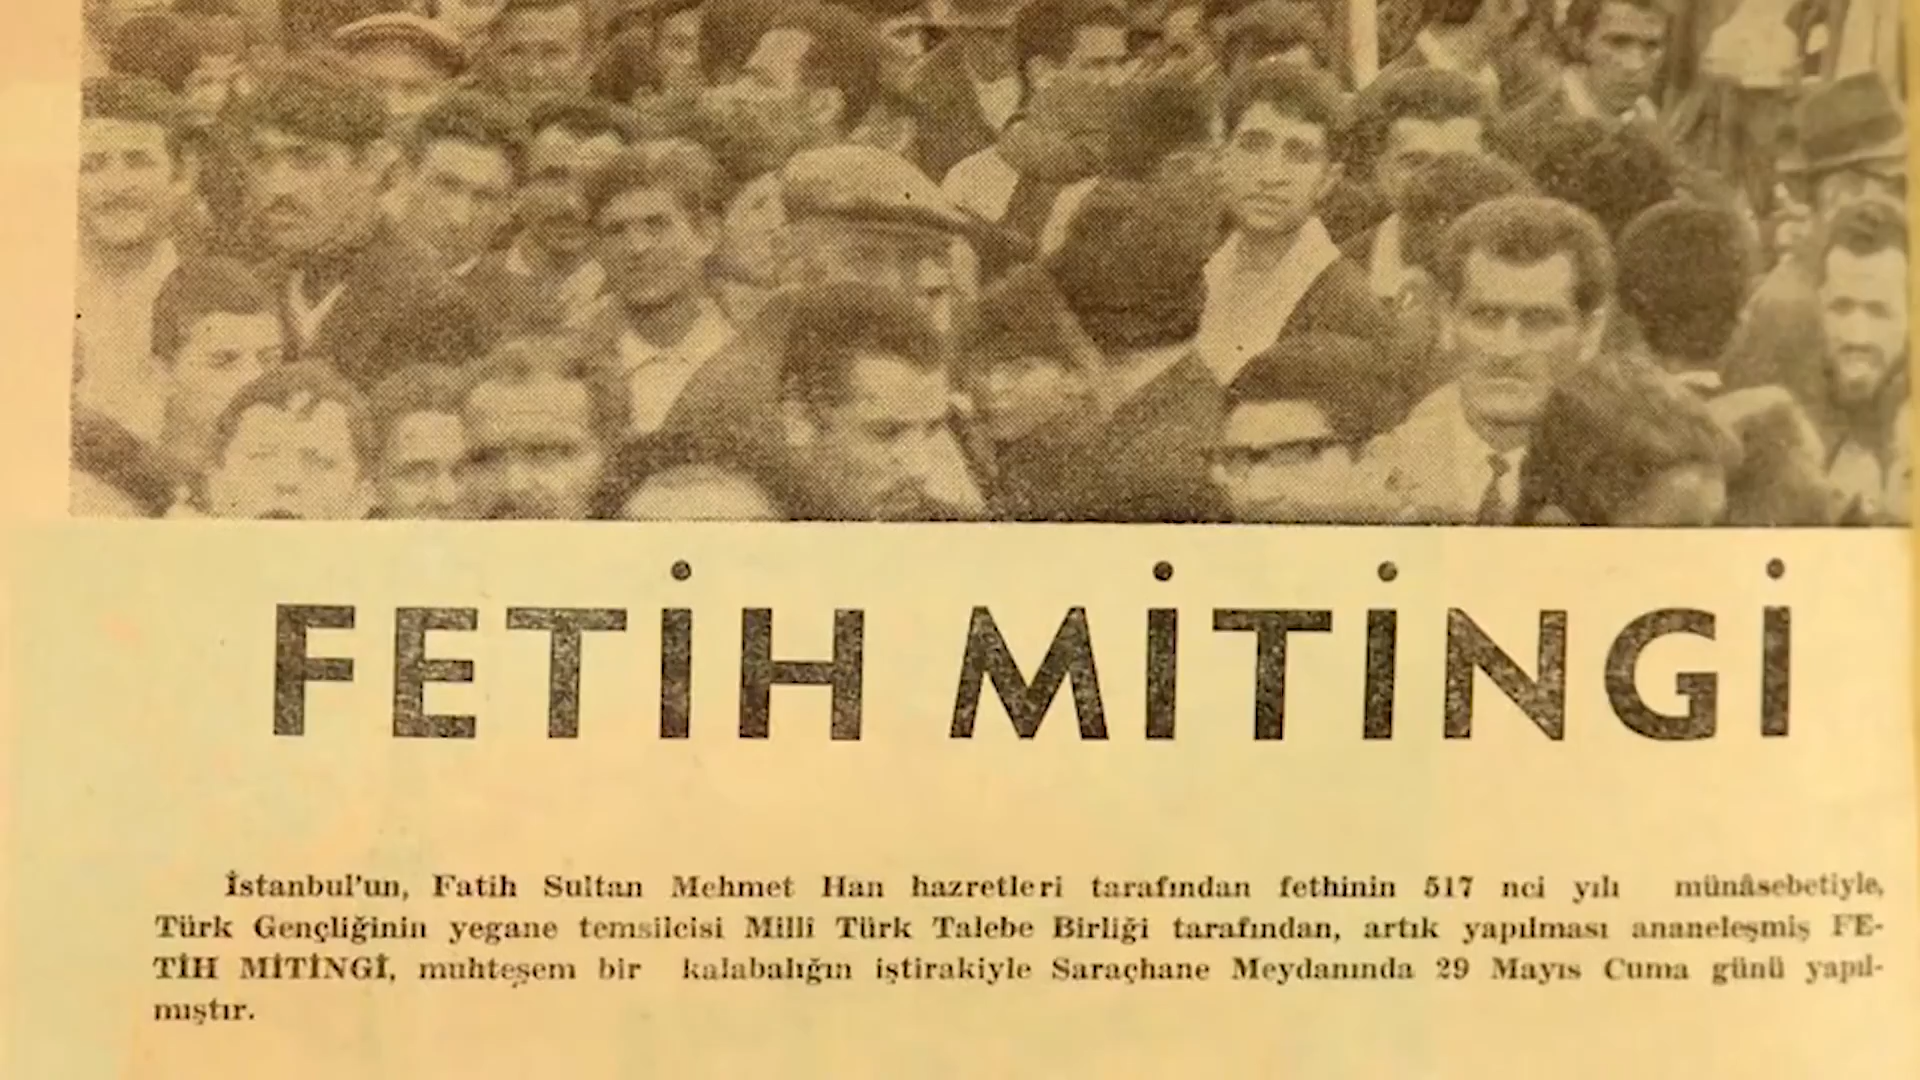 FETİH MİTİNGİ
İstanbul'un, Fatih Sultan Mehmet Han hazretleri tarafından fethinin 517 nci yılı münâsebetiyle,
Türk Gençliğinin yegane temsilcisi Millî Türk Talebe Birliği tarafından, artık yapılması ananeleşmiş FE-
TİH MİTİNGİ, muhteşem bir kalabalığın iştirakiyle Saraçhane Meydanında 29 Mayıs Cuma günü yapıl-
mıştır.